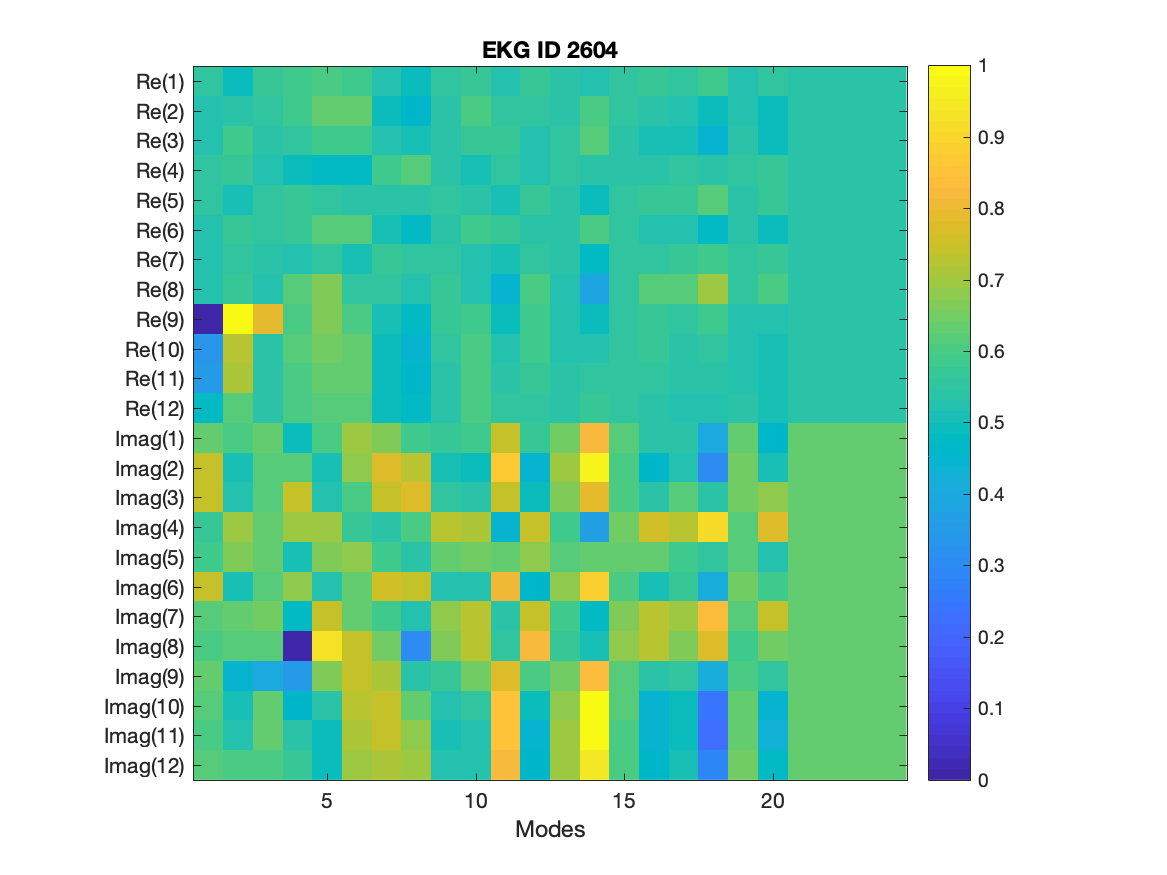 EKG ID 2604
Re(1)
Re(2)
Re(3)
Re(4)
Re(5)
Re(6)
Re(7)
Re(8)
Re(9)
Re(10)
Re(11)
Re(12)
Imag(1)
Imag(2)
Imag(3)
Imag(4)
Imag(5)
Imag(6)
Imag(7)
Imag(8)
Imag(9)
Imag(10)
Imag(11)
Imag(12)
5 10 15 20
Modes
1
0.9
0.8
0.7
0.6
0.5
0.4
0.3
0.2
0.1
0